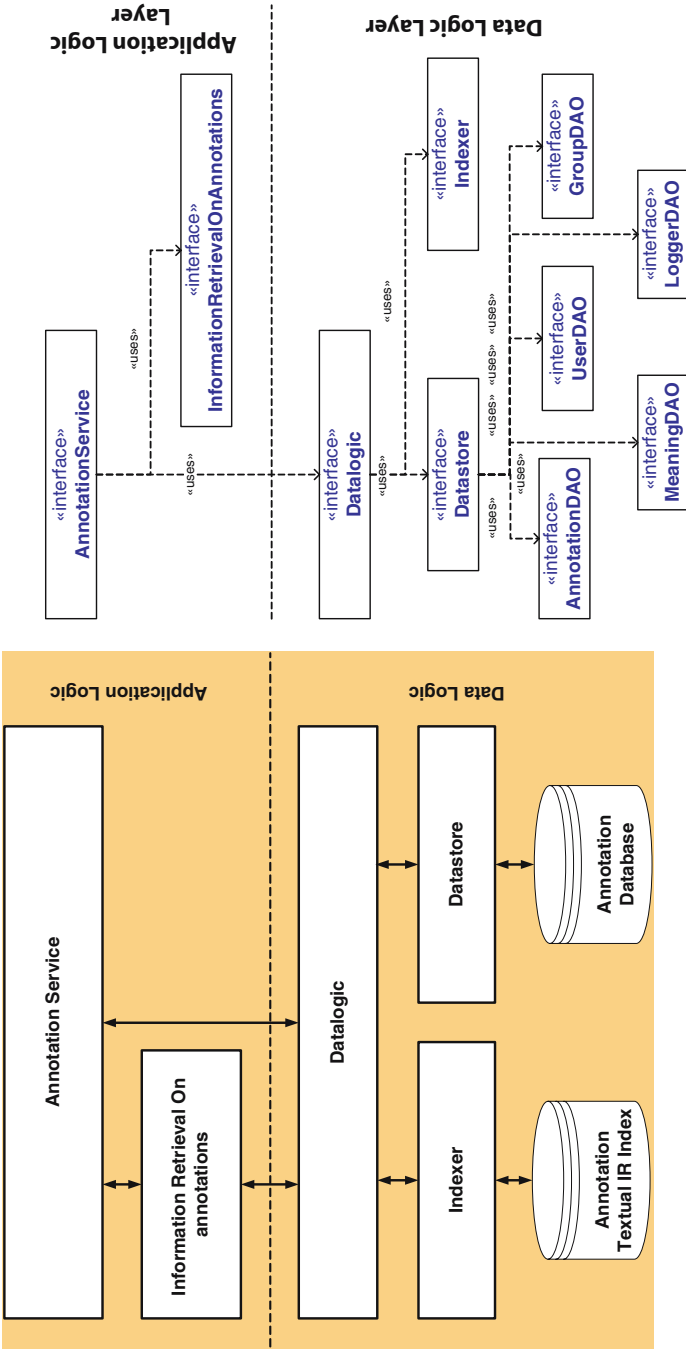 Annotation Service
Information Retrieval On
annotations
Application Logic
Datalogic
Indexer
Datastore
Data Logic
Annotation
Textual IR Index
Annotation
Database
«interface»
AnnotationService
«uses»
«interface»
InformationRetrievalOnAnnotations
Application Logic
Layer
«uses»
«interface»
Datalogic
«uses»
«uses»
«interface»
Datastore
«interface»
Indexer
Data Logic Layer
«uses»
«uses»
«uses»
«uses»
«uses»
«interface»
AnnotationDAO
«interface»
UserDAO
«interface»
GroupDAO
«interface»
MeaningDAO
«interface»
LoggerDAO